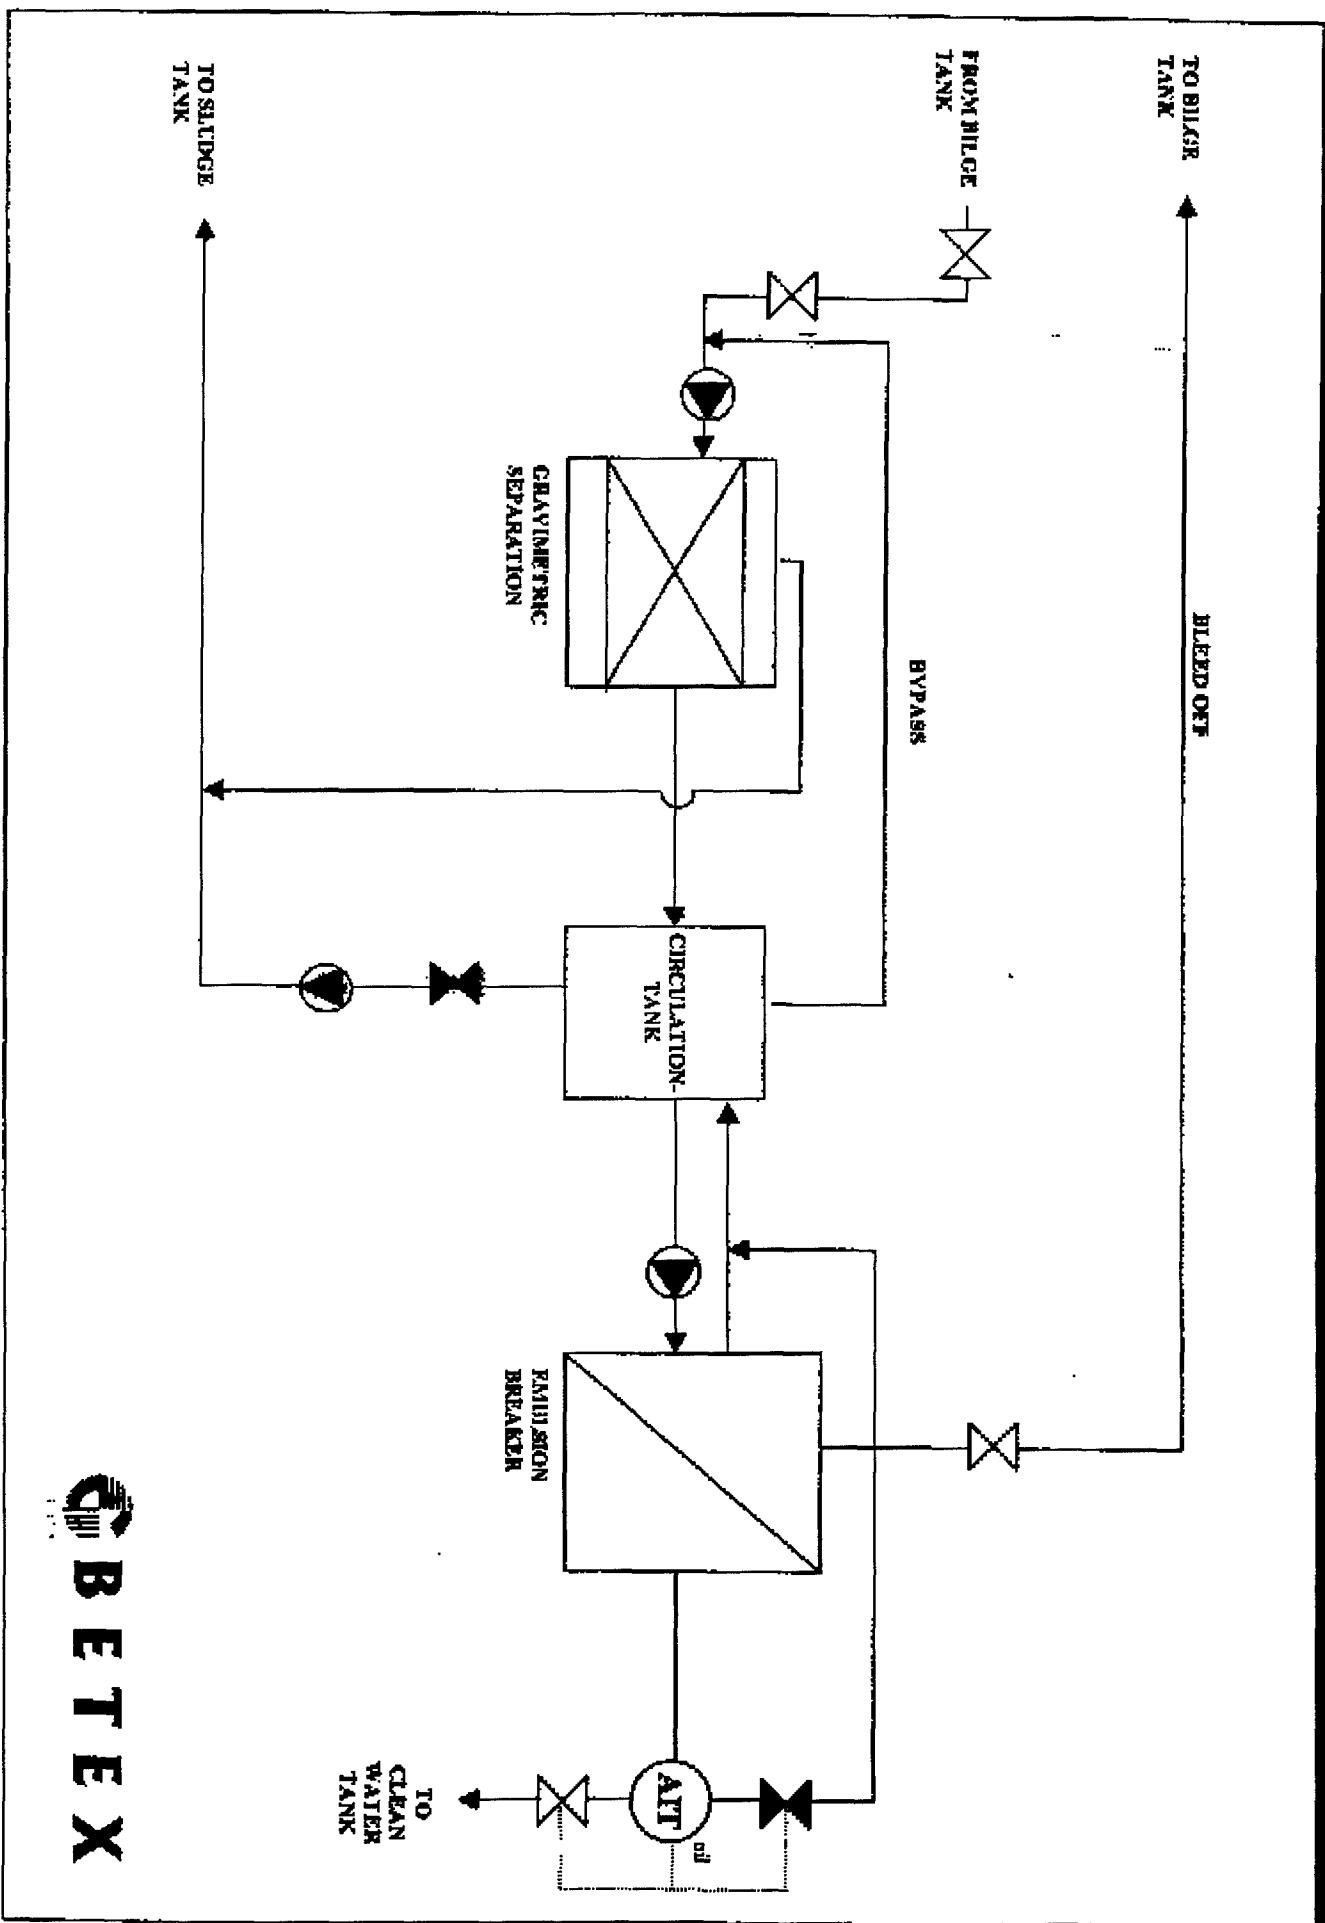 TO BILGE
TANK
BLEED OFF
FROM BILGE
TANK
BYPASS
GRAVIMETRIC
SEPARATION
CIRCULATION-
TANK
EMULSION
BREAKER
AIT
oil
TO SLUDGE
TANK
TO
CLEAN
WATER
TANK
BETEX